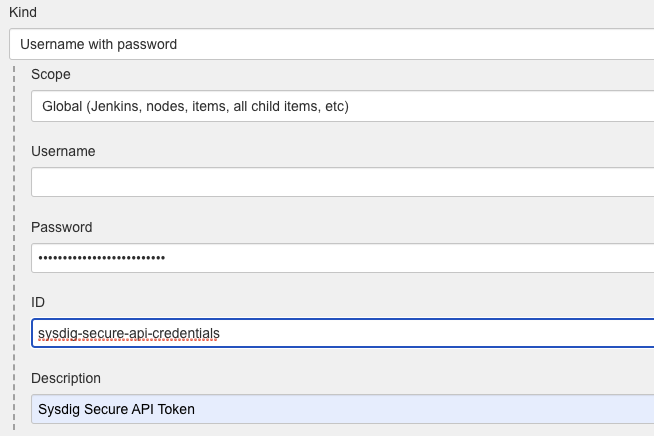 Kind
Username with password
Scope
Global (Jenkins, nodes, items, all child items, etc)
Username
Password
••••••••••••••••••••••••••
ID
sysdig-secure-api-credentials
Description
Sysdig Secure API Token